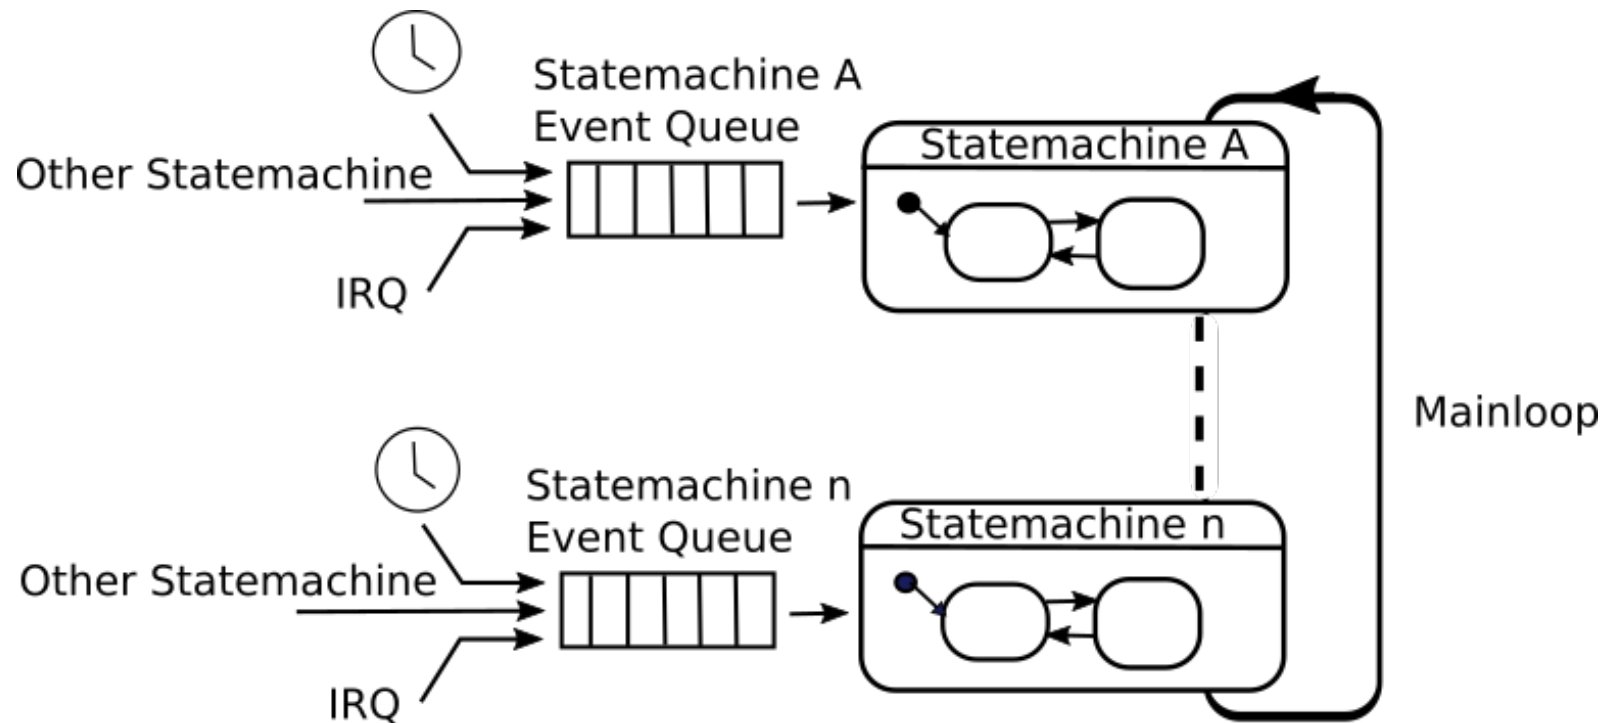 Statemachine A
Event Queue
Statemachine A
Other Statemachine
IRQ
Mainloop
Statemachine n
Event Queue
Statemachine n
Other Statemachine
IRQ